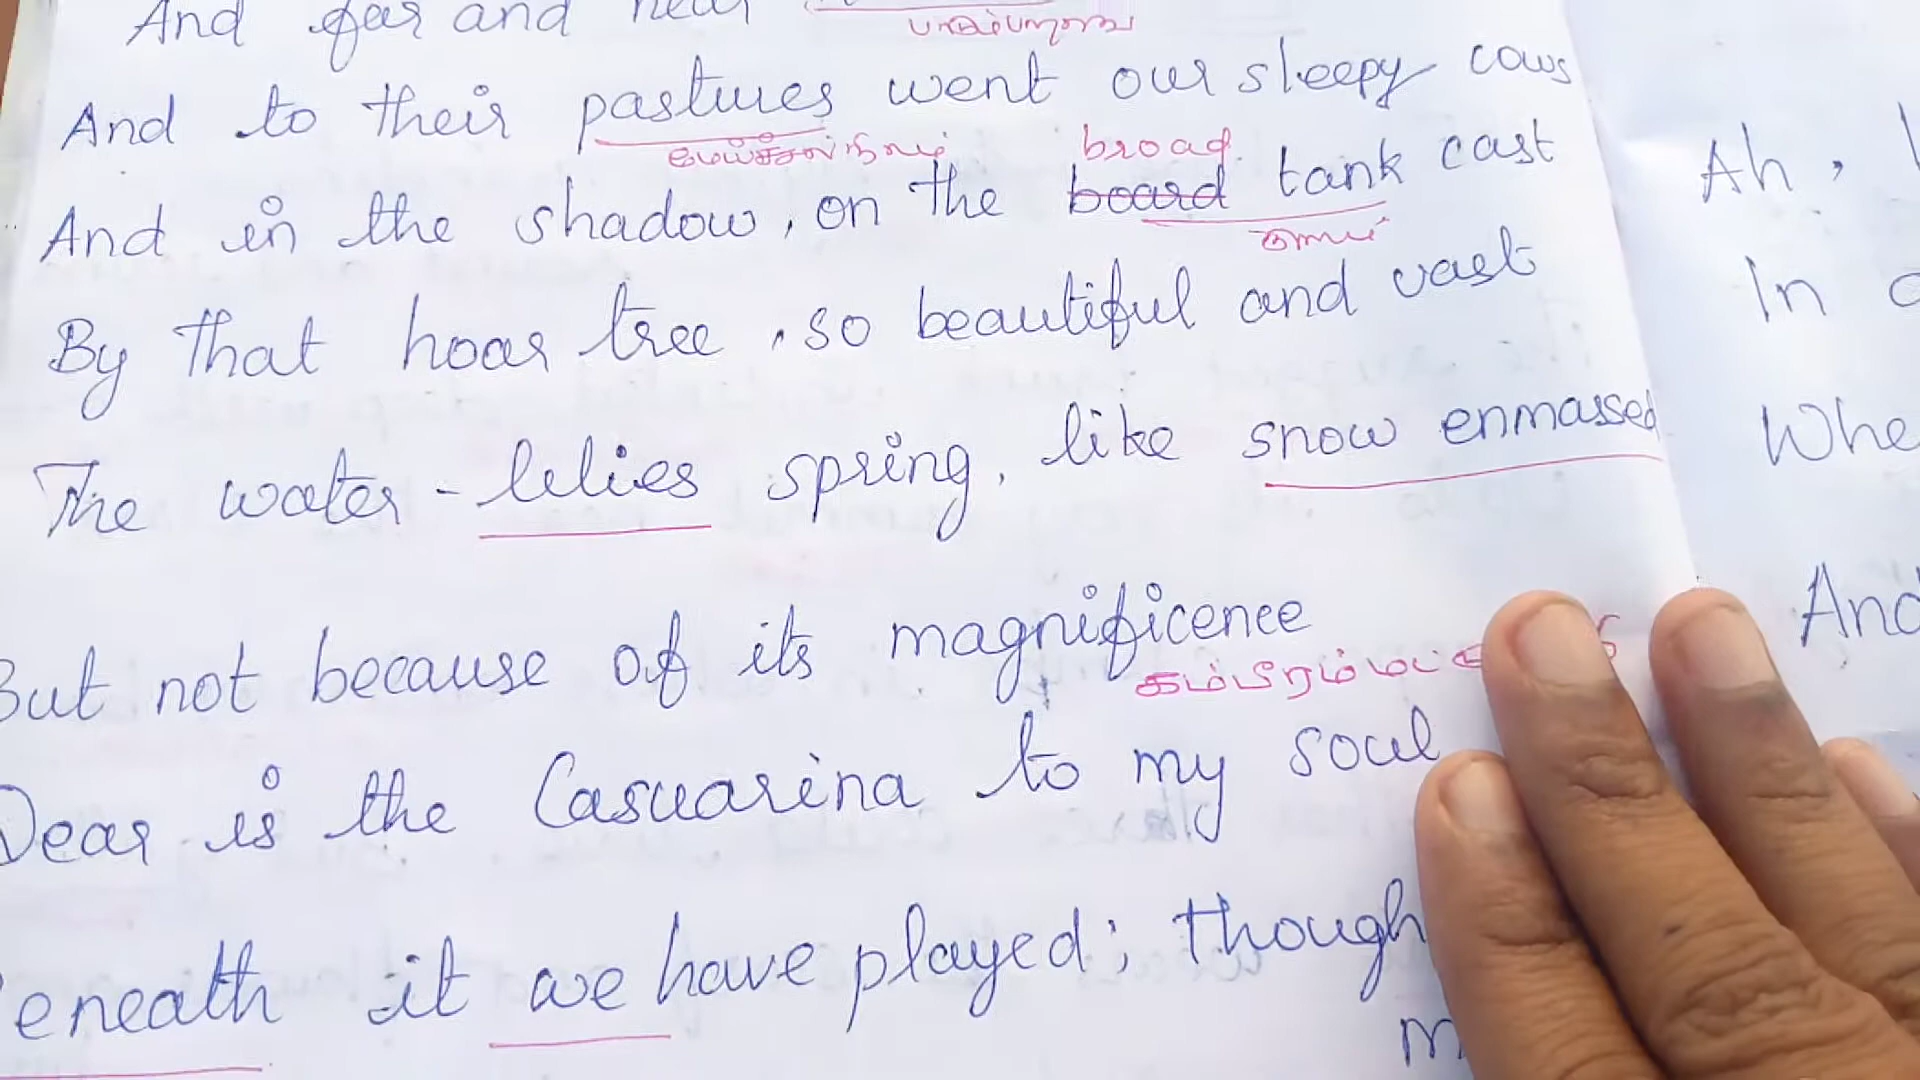 And far and near
And to their pastures went our sleepy cows
மேய்ச்சல் நிலம்
broad
And in the shadow, on the board tank cast
குளம்
By that hoar tree, so beautiful and vast
The water - lilies spring, like snow enmassed
But not because of its magnificence
Dear is the Casuarina to my soul
eneath it we have played; though
Ah,
In
Whe
And